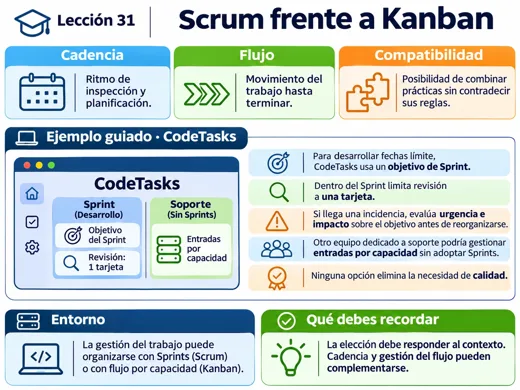 Lección 31
Scrum frente a Kanban
Cadencia
Ritmo de
inspección y
planificación.
Flujo
Movimiento del
trabajo hasta
terminar.
Compatibilidad
Posibilidad de combinar
prácticas sin contradecir
sus reglas.
Ejemplo guiado · CodeTasks
CodeTasks
Sprint
(Desarrollo)
Objetivo
del Sprint
Revisión:
1 tarjeta
Soporte
(Sin Sprints)
Entradas
por
capacidad
Para desarrollar fechas límite,
CodeTasks usa un objetivo de Sprint.
Dentro del Sprint limita revisión
a una tarjeta.
Si llega una incidencia, evalúa urgencia e
impacto sobre el objetivo antes de reorganizarse.
Otro equipo dedicado a soporte podría gestionar
entradas por capacidad sin adoptar Sprints.
Ninguna opción elimina la necesidad de calidad.
Entorno
La gestión del trabajo puede
organizarse con Sprints (Scrum)
o con flujo por capacidad (Kanban).
Qué debes recordar
La elección debe responder al contexto.
Cadencia y gestión del flujo pueden
complementarse.